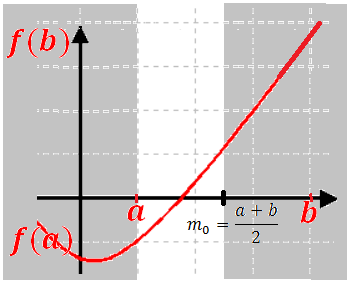 f(b)
a
b
m₀ = (a + b)/2
f(a)